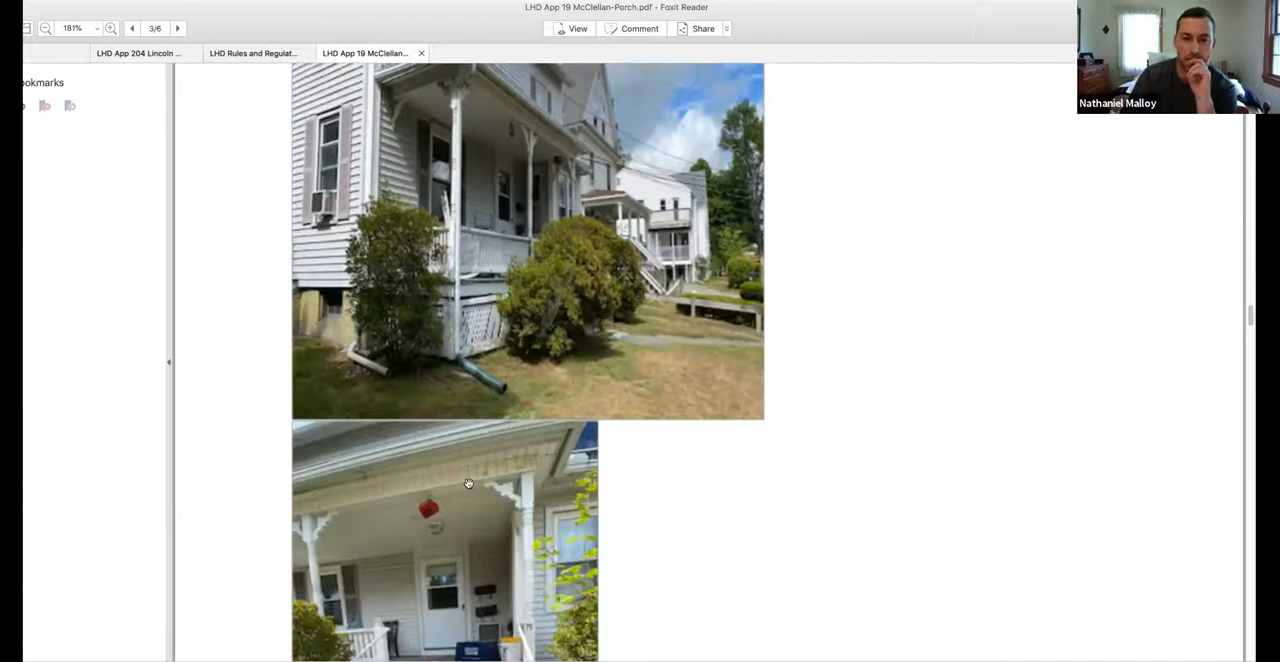 LHD App 19 McClellan-Porch.pdf - Foxit Reader
181% 3/6 View Comment Share
LHD App 204 Lincoln ... LHD Rules and Regulat... LHD App 19 McClellan...
ookmarks
Nathaniel Malloy